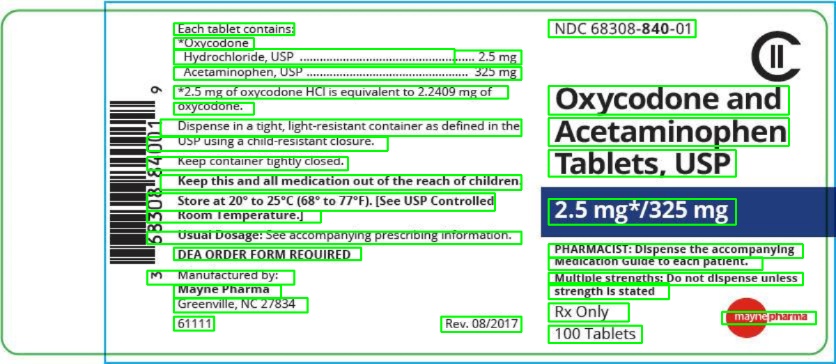 Each tablet contains:
*Oxycodone
Hydrochloride, USP ........................................................ 2.5 mg
Acetaminophen, USP .................................................... 325 mg
*2.5 mg of oxycodone HCl is equivalent to 2.2409 mg of
oxycodone.
Dispense in a tight, light-resistant container as defined in the
USP using a child-resistant closure.
Keep container tightly closed.
Keep this and all medication out of the reach of children.
Store at 20° to 25°C (68° to 77°F). [See USP Controlled
Room Temperature.]
Usual Dosage: See accompanying prescribing information.
DEA ORDER FORM REQUIRED
Manufactured by:
Mayne Pharma
Greenville, NC 27834
61111 Rev. 08/2017
3 68308 84001 9
NDC 68308-840-01
CII
Oxycodone and
Acetaminophen
Tablets, USP
2.5 mg*/325 mg
PHARMACIST: Dispense the accompanying
Medication Guide to each patient.
Multiple strengths: Do not dispense unless
strength is stated
Rx Only
100 Tablets
maynepharma